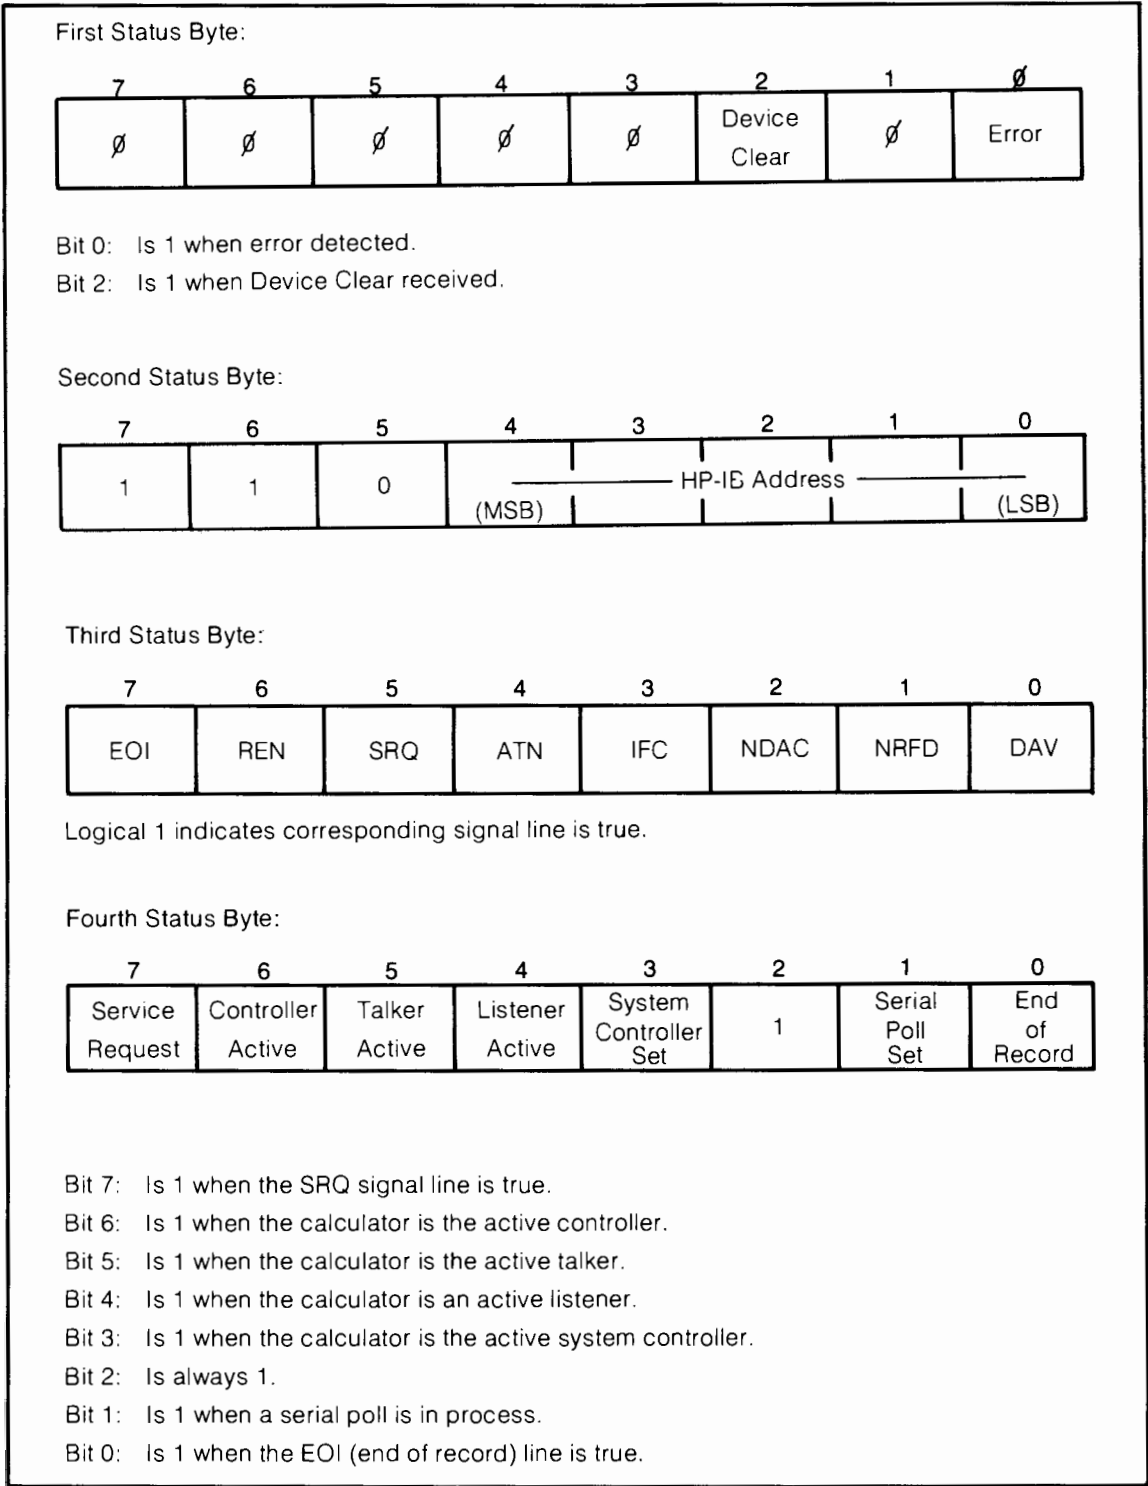 First Status Byte:
7 6 5 4 3 2 1 Ø
Ø Ø Ø Ø Ø Device Clear Ø Error
Bit 0: Is 1 when error detected.
Bit 2: Is 1 when Device Clear received.
Second Status Byte:
7 6 5 4 3 2 1 0
1 1 0 HP-IB Address
(MSB) (LSB)
Third Status Byte:
7 6 5 4 3 2 1 0
EOI REN SRQ ATN IFC NDAC NRFD DAV
Logical 1 indicates corresponding signal line is true.
Fourth Status Byte:
7 6 5 4 3 2 1 0
Service Request Controller Active Talker Active Listener Active System Controller Set 1 Serial Poll Set End of Record
Bit 7: Is 1 when the SRQ signal line is true.
Bit 6: Is 1 when the calculator is the active controller.
Bit 5: Is 1 when the calculator is the active talker.
Bit 4: Is 1 when the calculator is an active listener.
Bit 3: Is 1 when the calculator is the active system controller.
Bit 2: Is always 1.
Bit 1: Is 1 when a serial poll is in process.
Bit 0: Is 1 when the EOI (end of record) line is true.